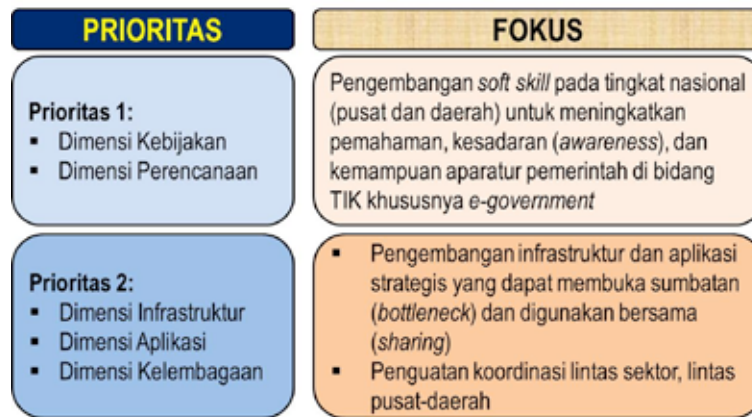 PRIORITAS
FOKUS
Prioritas 1:
▪ Dimensi Kebijakan
▪ Dimensi Perencanaan
Pengembangan soft skill pada tingkat nasional
(pusat dan daerah) untuk meningkatkan
pemahaman, kesadaran (awareness), dan
kemampuan aparatur pemerintah di bidang
TIK khususnya e-government
Prioritas 2:
▪ Dimensi Infrastruktur
▪ Dimensi Aplikasi
▪ Dimensi Kelembagaan
▪ Pengembangan infrastruktur dan aplikasi
strategis yang dapat membuka sumbatan
(bottleneck) dan digunakan bersama
(sharing)
▪ Penguatan koordinasi lintas sektor, lintas
pusat-daerah